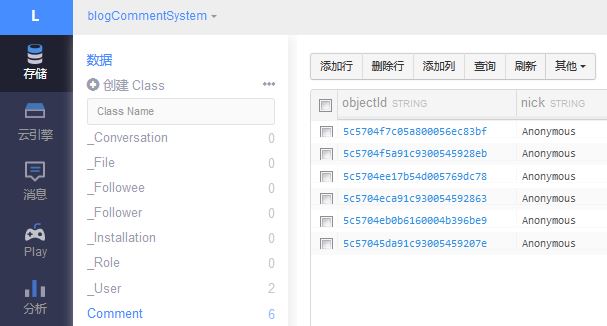 L
blogCommentSystem
存储
云引擎
消息
Play
分析
数据
创建 Class
Class Name
_Conversation 0
_File 0
_Followee 0
_Follower 0
_Installation 0
_Role 0
_User 2
Comment 6
添加行 删除行 添加列 查询 刷新 其他
objectId STRING nick STRING
5c5704f7c05a800056ec83bf Anonymous
5c5704f5a91c9300545928eb Anonymous
5c5704ee17b54d005769dc78 Anonymous
5c5704eca91c930054592863 Anonymous
5c5704eb0b6160004b396be9 Anonymous
5c57045da91c93005459207e Anonymous